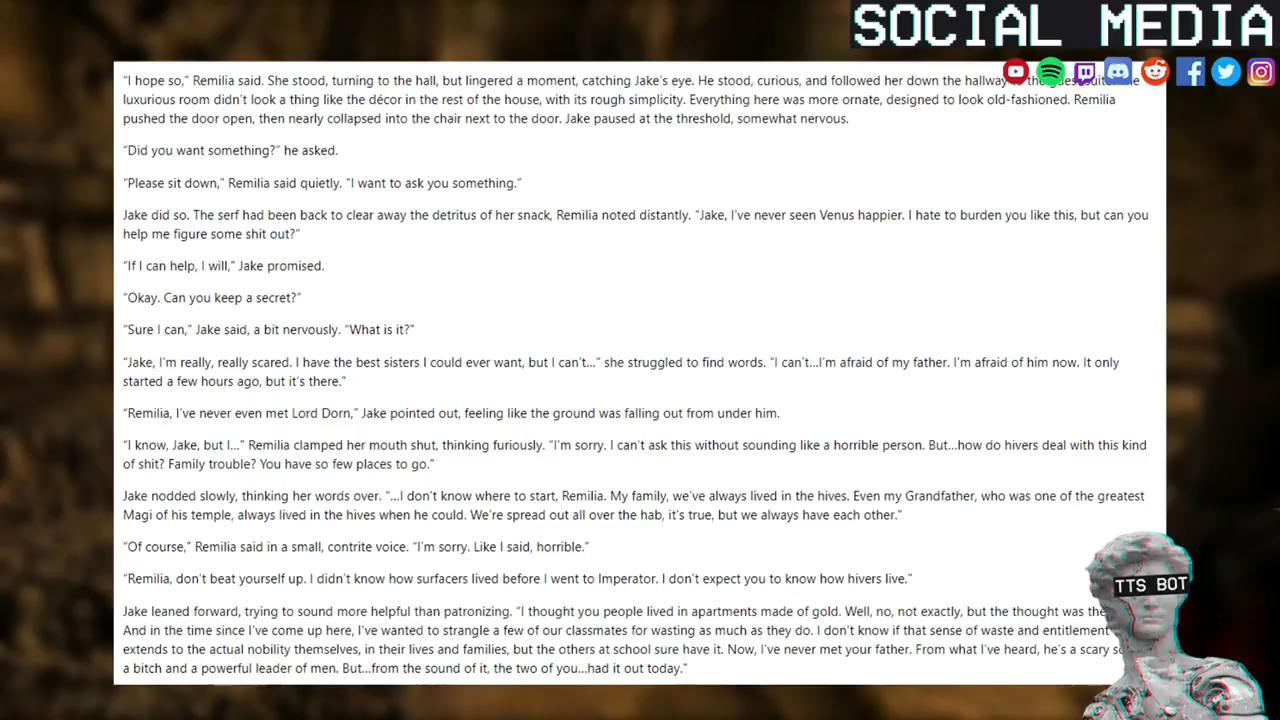 SOCIAL MEDIA
“I hope so,” Remilia said. She stood, turning to the hall, but lingered a moment, catching Jake’s eye. He stood, curious, and followed her down the hallway
luxurious room didn’t look a thing like the décor in the rest of the house, with its rough simplicity. Everything here was more ornate, designed to look old-fashioned. Remilia
pushed the door open, then nearly collapsed into the chair next to the door. Jake paused at the threshold, somewhat nervous.
“Did you want something?” he asked.
“Please sit down,” Remilia said quietly. “I want to ask you something.”
Jake did so. The serf had been back to clear away the detritus of her snack, Remilia noted distantly. “Jake, I’ve never seen Venus happier. I hate to burden you like this, but can you
help me figure some shit out?”
“If I can help, I will,” Jake promised.
“Okay. Can you keep a secret?”
“Sure I can,” Jake said, a bit nervously. “What is it?”
“Jake, I’m really, really scared. I have the best sisters I could ever want, but I can’t…” she struggled to find words. “I can’t…I’m afraid of my father. I’m afraid of him now. It only
started a few hours ago, but it’s there.”
“Remilia, I’ve never even met Lord Dorn,” Jake pointed out, feeling like the ground was falling out from under him.
“I know, Jake, but I…” Remilia clamped her mouth shut, thinking furiously. “I’m sorry. I can’t ask this without sounding like a horrible person. But…how do hivers deal with this kind
of shit? Family trouble? You have so few places to go.”
Jake nodded slowly, thinking her words over. “…I don’t know where to start, Remilia. My family, we’ve always lived in the hives. Even my Grandfather, who was one of the greatest
Magi of his temple, always lived in the hives when he could. We’re spread out all over the hab, it’s true, but we always have each other.”
“Of course,” Remilia said in a small, contrite voice. “I’m sorry. Like I said, horrible.”
“Remilia, don’t beat yourself up. I didn’t know how surfacers lived before I went to Imperator. I don’t expect you to know how hivers live.”
Jake leaned forward, trying to sound more helpful than patronizing. “I thought you people lived in apartments made of gold. Well, no, not exactly, but the thought was
And in the time since I’ve come up here, I’ve wanted to strangle a few of our classmates for wasting as much as they do. I don’t know if that sense of waste and entitlement
extends to the actual nobility themselves, in their lives and families, but the others at school sure have it. Now, I’ve never met your father. From what I’ve heard, he’s a scary
a bitch and a powerful leader of men. But…from the sound of it, the two of you…had it out today.”
TTS BOT